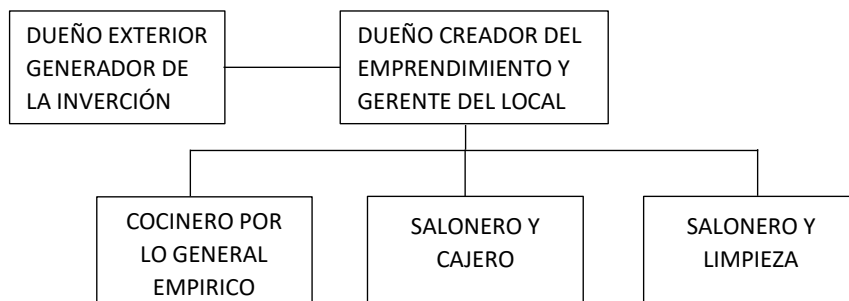 DUEÑO EXTERIOR
GENERADOR DE
LA INVERCIÓN
DUEÑO CREADOR DEL
EMPRENDIMIENTO Y
GERENTE DEL LOCAL
COCINERO POR
LO GENERAL
EMPIRICO
SALONERO Y
CAJERO
SALONERO Y
LIMPIEZA